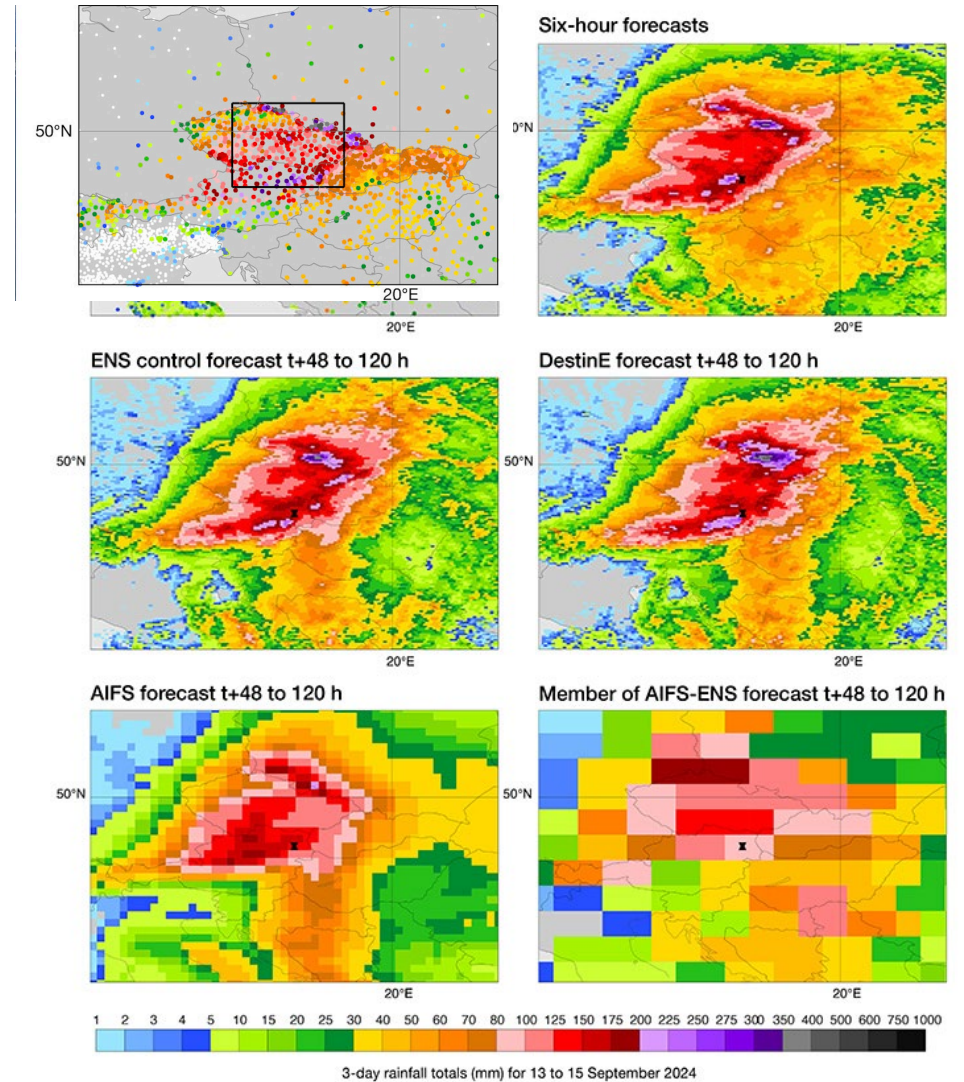 Six-hour forecasts
50°N
0°N
20°E
20°E
20°E
ENS control forecast t+48 to 120 h
DestinE forecast t+48 to 120 h
50°N
50°N
20°E
20°E
AIFS forecast t+48 to 120 h
Member of AIFS-ENS forecast t+48 to 120 h
50°N
50°N
20°E
20°E
1 2 3 4 5 10 15 20 25 30 40 50 60 70 80 100 125 150 175 200 225 250 275 300 350 400 500 600 750 1000
3-day rainfall totals (mm) for 13 to 15 September 2024